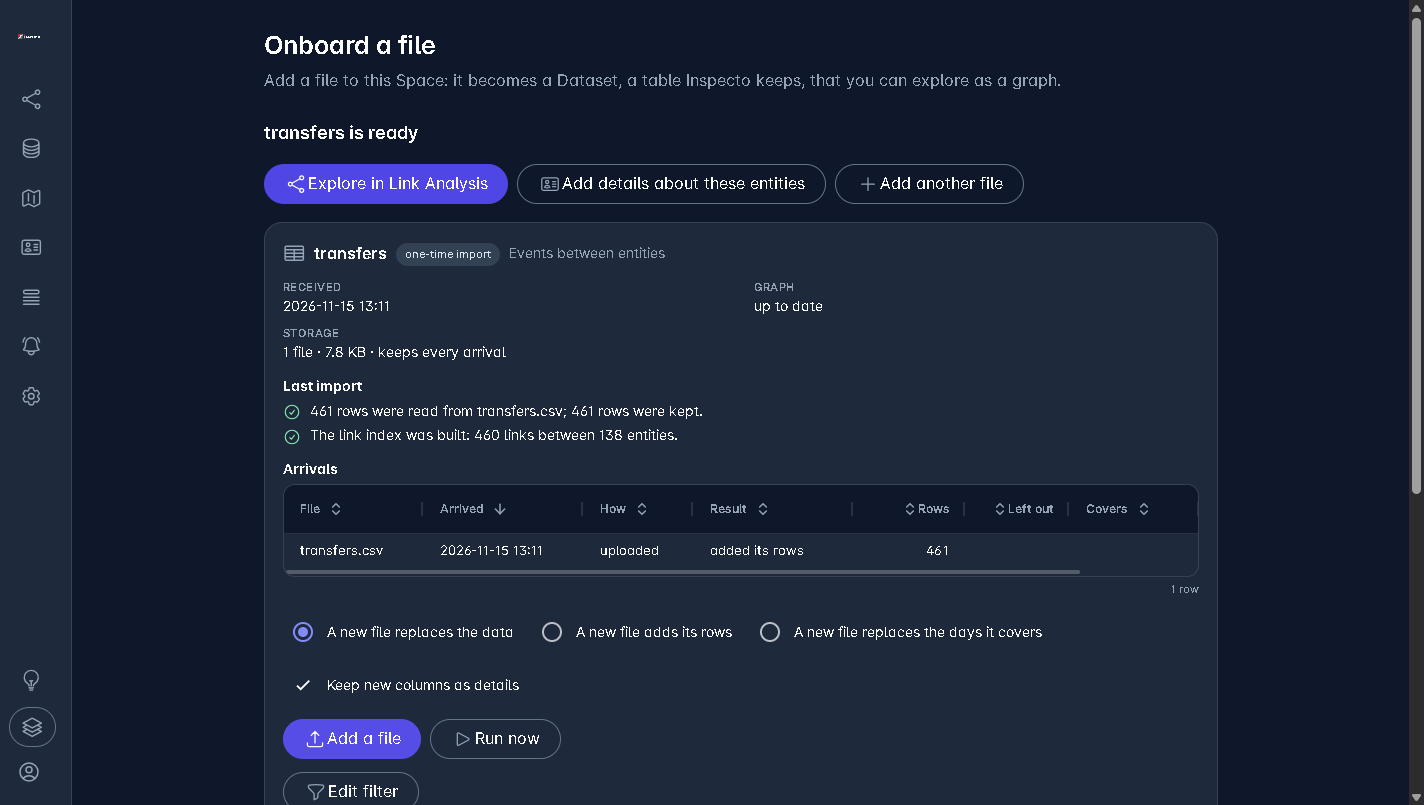 Onboard a file
Add a file to this Space: it becomes a Dataset, a table Inspecto keeps, that you can explore as a graph.
transfers is ready
Explore in Link Analysis
Add details about these entities
Add another file
transfers one-time import Events between entities
RECEIVED
2026-11-15 13:11
GRAPH
up to date
STORAGE
1 file · 7.8 KB · keeps every arrival
Last import
461 rows were read from transfers.csv; 461 rows were kept.
The link index was built: 460 links between 138 entities.
Arrivals
File Arrived How Result Rows Left out Covers
transfers.csv 2026-11-15 13:11 uploaded added its rows 461
1 row
A new file replaces the data
A new file adds its rows
A new file replaces the days it covers
Keep new columns as details
Add a file
Run now
Edit filter